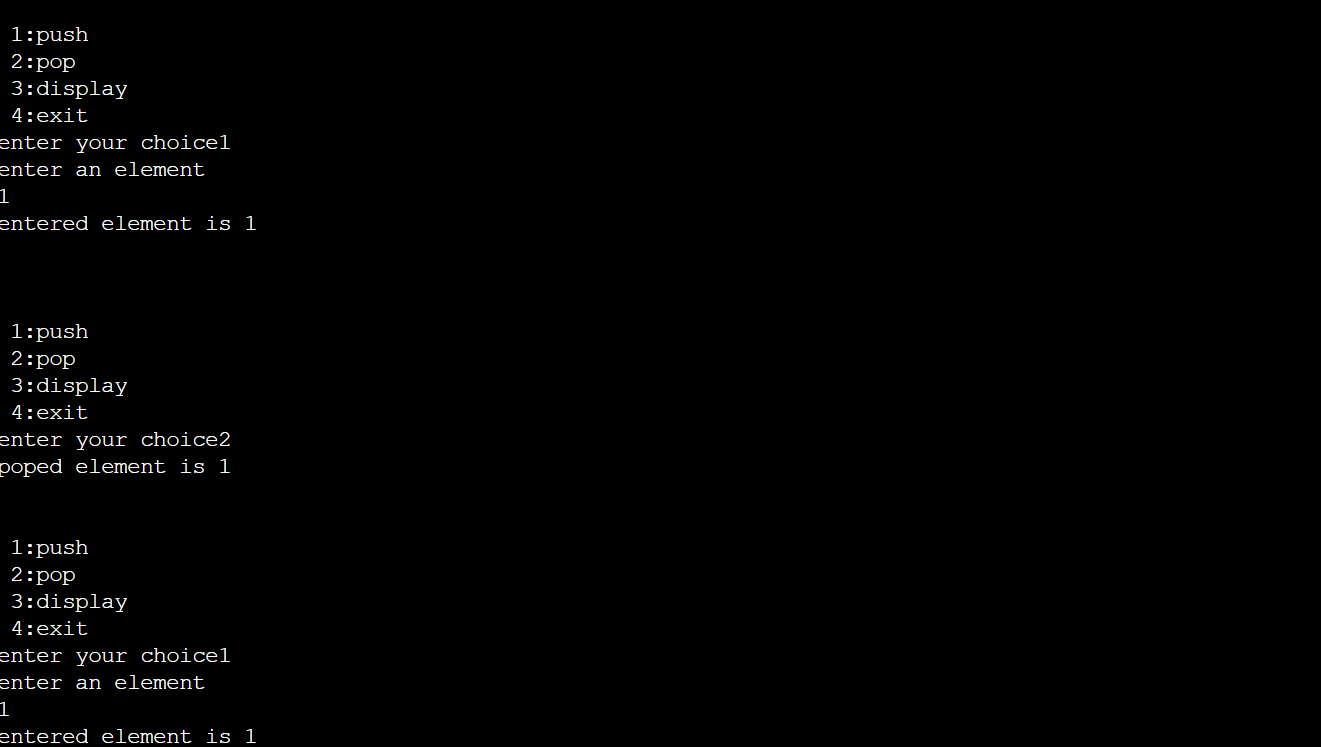 1:push
2:pop
3:display
4:exit
enter your choice1
enter an element
1
entered element is 1
1:push
2:pop
3:display
4:exit
enter your choice2
poped element is 1
1:push
2:pop
3:display
4:exit
enter your choice1
enter an element
1
entered element is 1